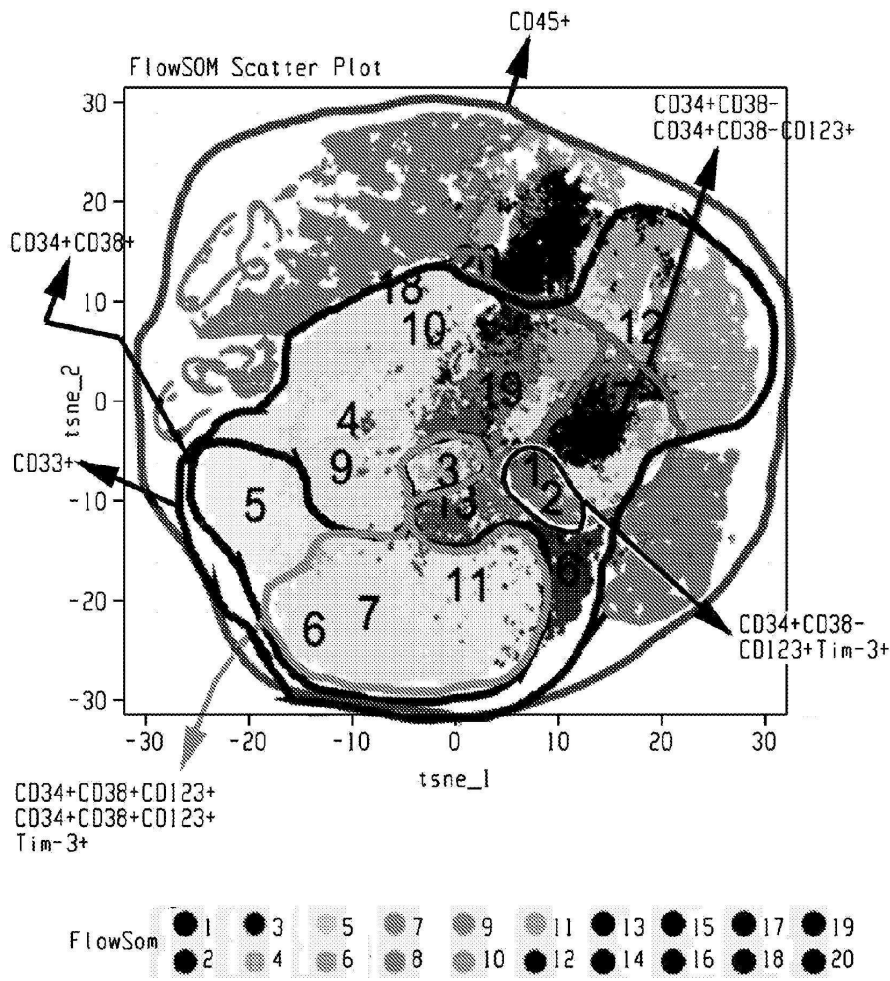 CD45+
FlowSOM Scatter Plot
CD34+CD38-
CD34+CD38-CD123+
CD34+CD38+
CD33+
30
20
10
0
-10
-20
-30
tsne_2
20
18
10
12
19
17
4
9
3
13
1
2
5
11
7
6
-30
-20
-10
0
10
20
30
tsne_1
CD34+CD38-
CD123+Tim-3+
CD34+CD38+CD123+
CD34+CD38+CD123+
Tim-3+
FlowSom
1 3 5 7 9 11 13 15 17 19
2 4 6 8 10 12 14 16 18 20